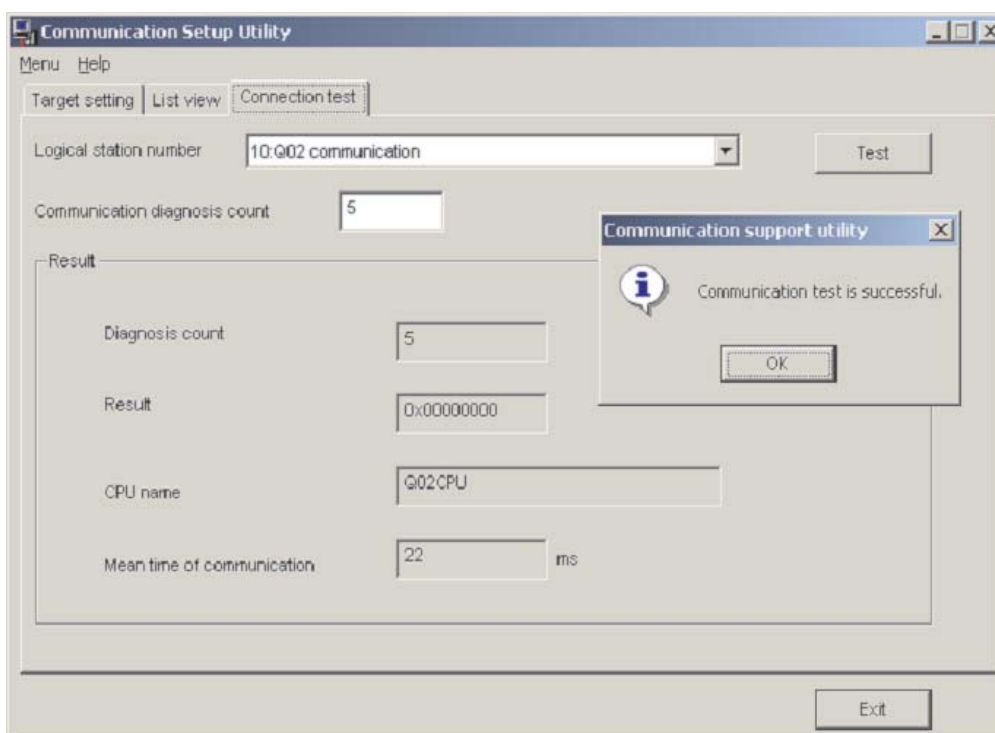 Communication Setup Utility
Menu Help
Target setting List view Connection test
Logical station number 10:Q02 communication Test
Communication diagnosis count 5
Communication support utility
Communication test is successful.
OK
Result
Diagnosis count 5
Result 0x00000000
CPU name Q02CPU
Mean time of communication 22 ms
Exit